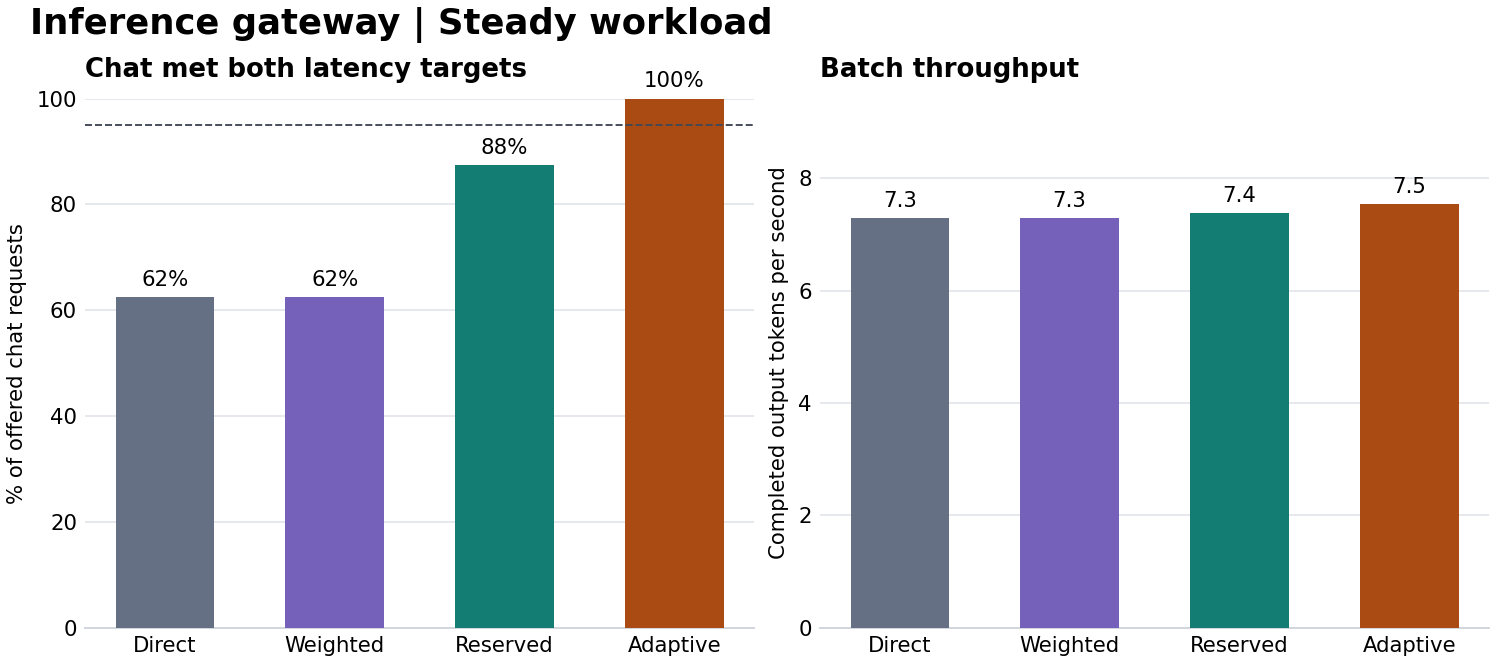 Inference gateway | Steady workload
Chat met both latency targets
% of offered chat requests
100
80
60
40
20
0
62%
62%
88%
100%
Direct
Weighted
Reserved
Adaptive
Batch throughput
Completed output tokens per second
8
6
4
2
0
7.3
7.3
7.4
7.5
Direct
Weighted
Reserved
Adaptive